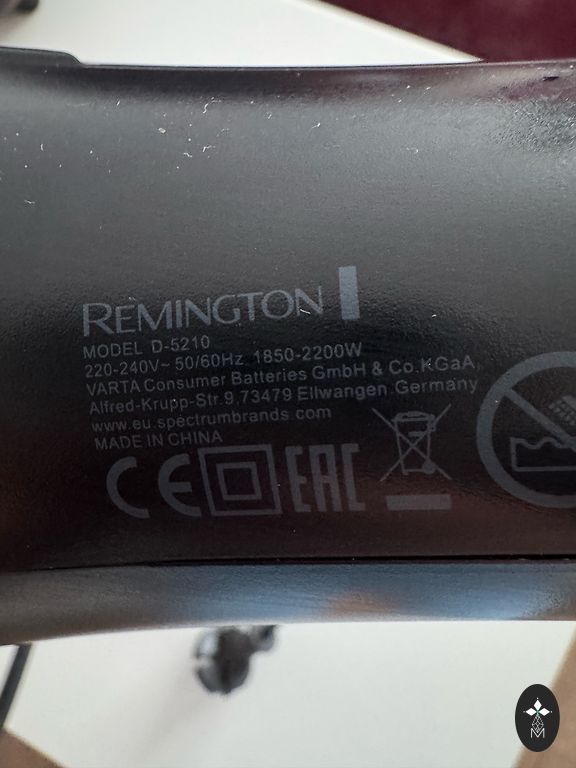 REMINGTON
MODEL D-5210
220-240V~ 50/60Hz 1850-2200W
VARTA Consumer Batteries GmbH & Co.KGaA,
Alfred-Krupp-Str.9,73479 Ellwangen,Germany
www.eu.spectrumbrands.com
MADE IN CHINA
CE EAC
M